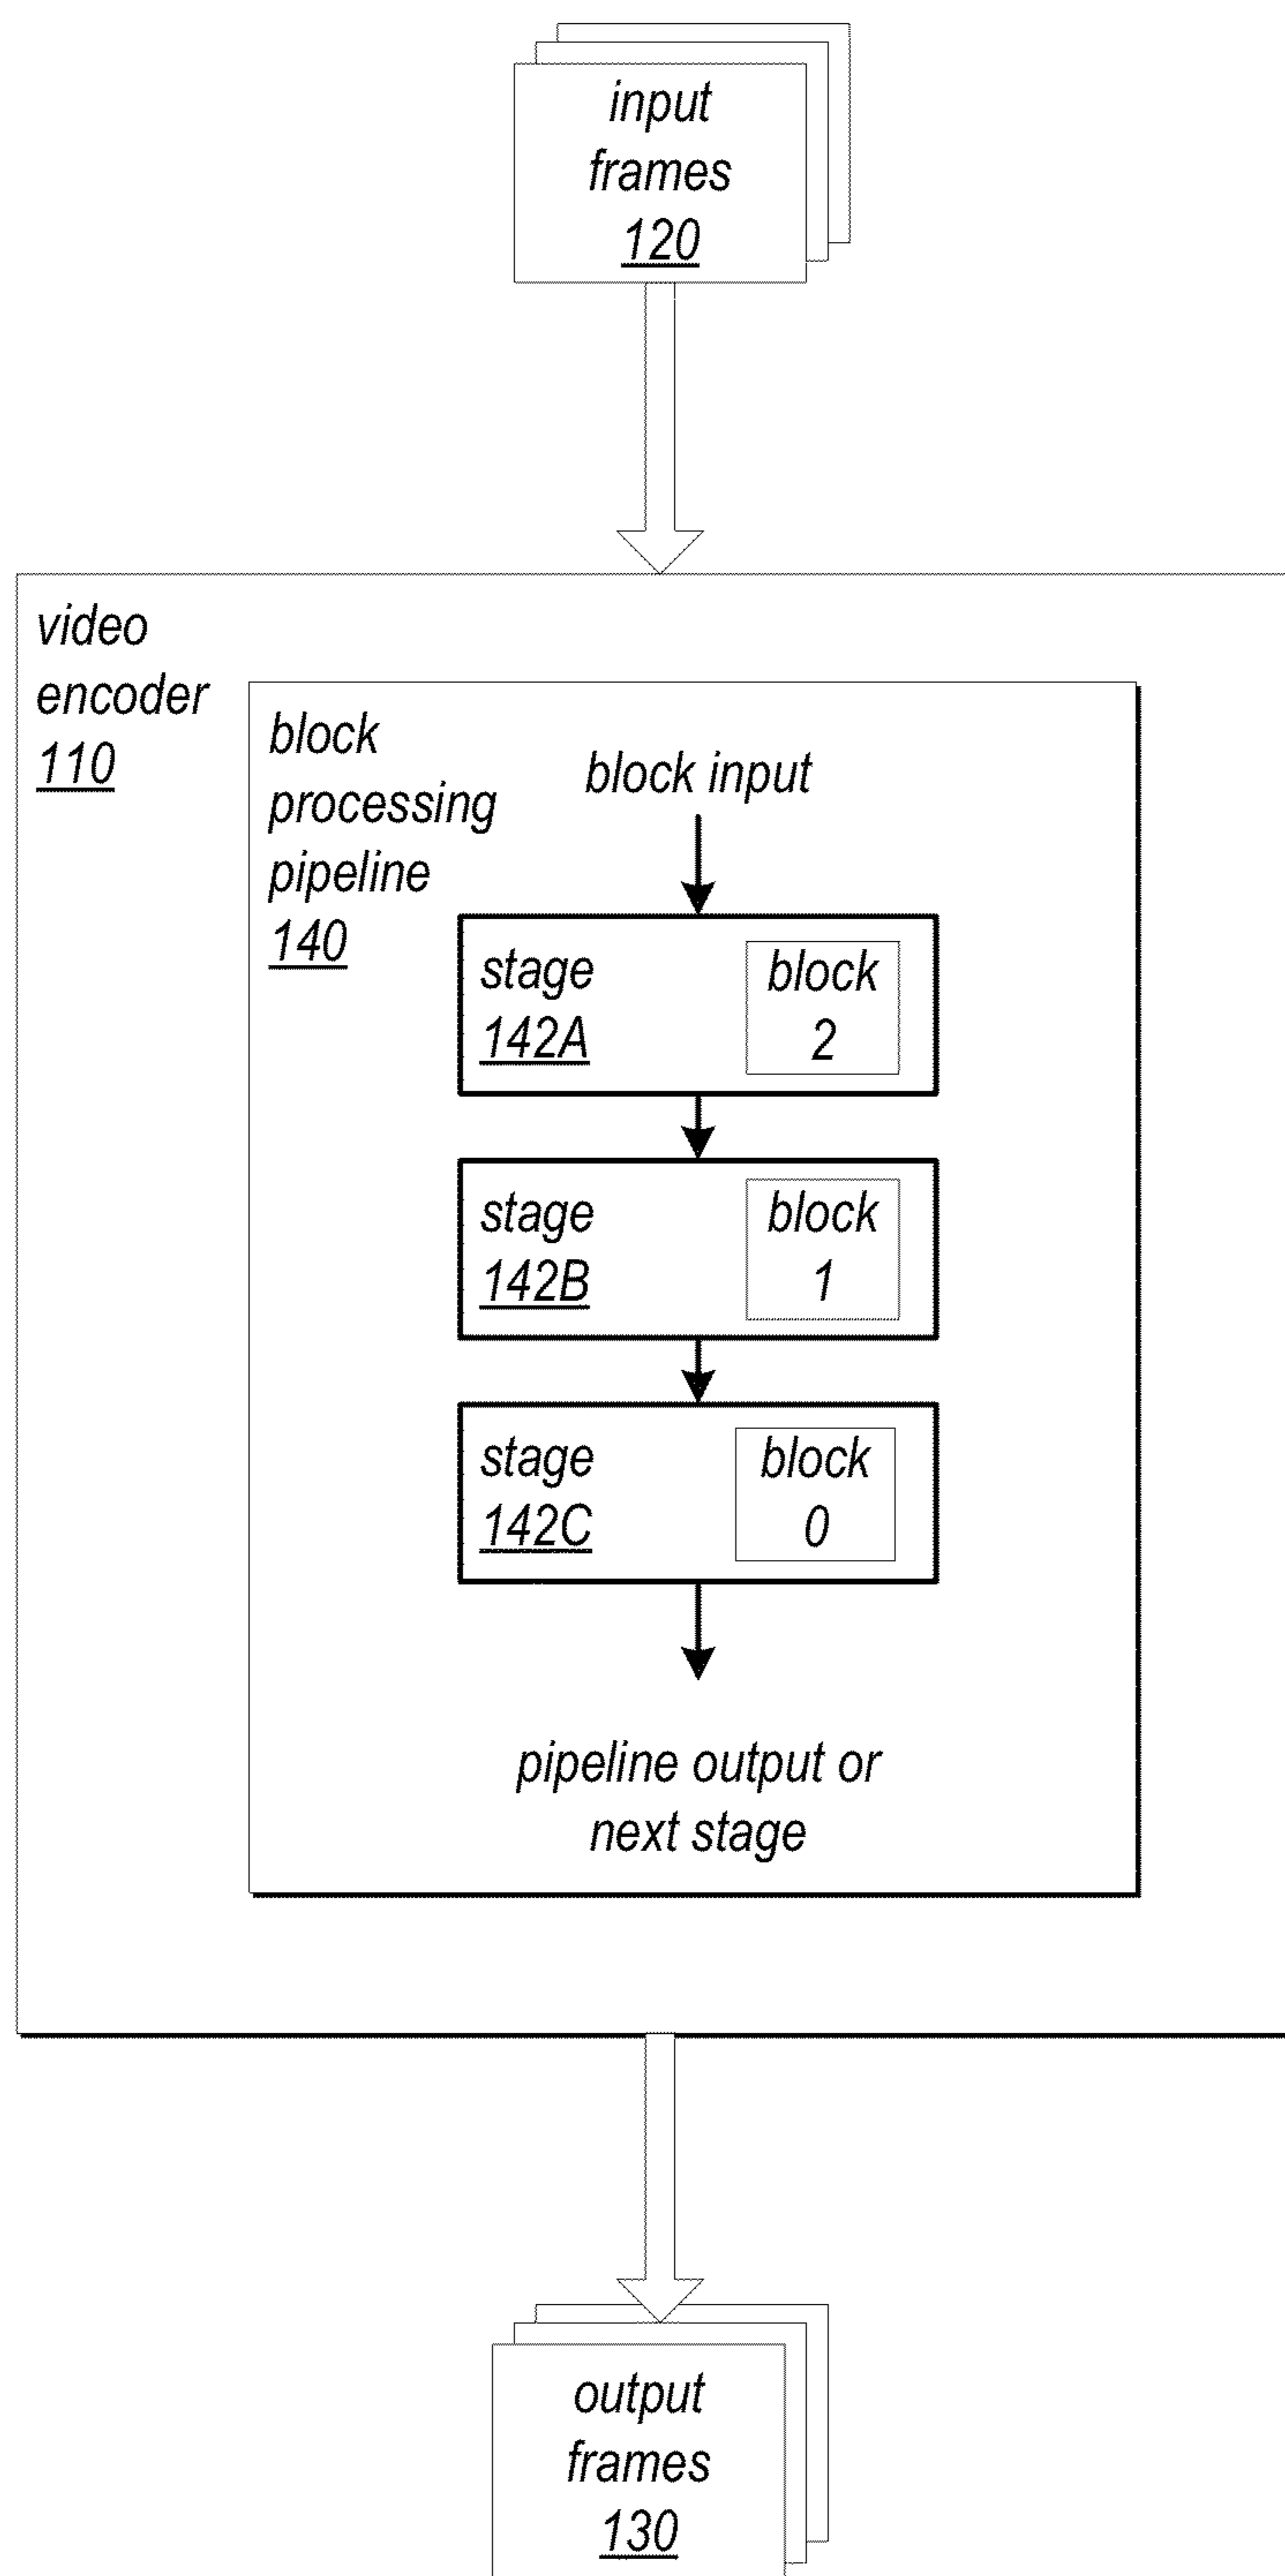 input
frames
120
video
encoder
110
block
processing
pipeline
140
block input
stage
142A
block
2
stage
142B
block
1
stage
142C
block
0
pipeline output or
next stage
output
frames
130